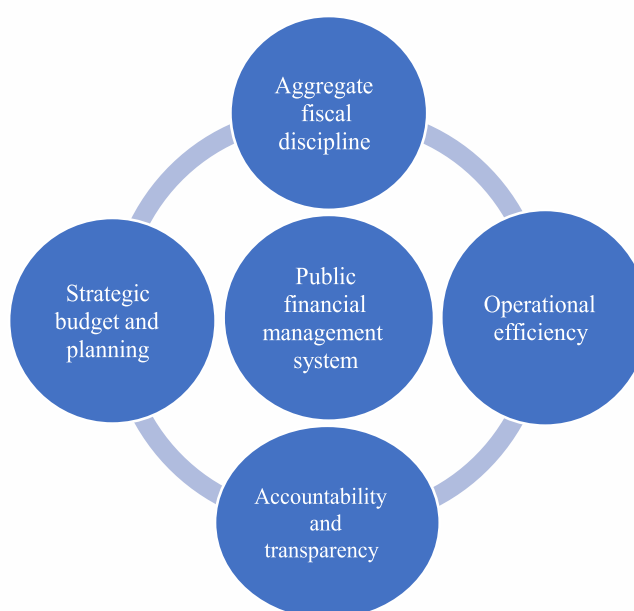 Aggregate
fiscal
discipline
Strategic
budget and
planning
Public
financial
management
system
Operational
efficiency
Accountability
and
transparency